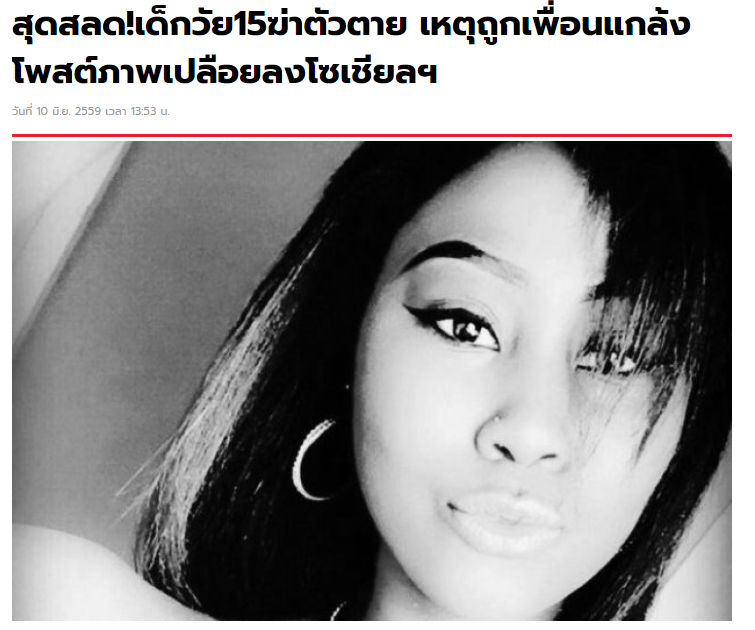 สุดสลด!เด็กวัย15ฆ่าตัวตาย เหตุถูกเพื่อนแกล้ง
โพสต์ภาพเปลือยลงโซเชียลฯ
วันที่ 10 มิ.ย. 2559 เวลา 13:53 น.